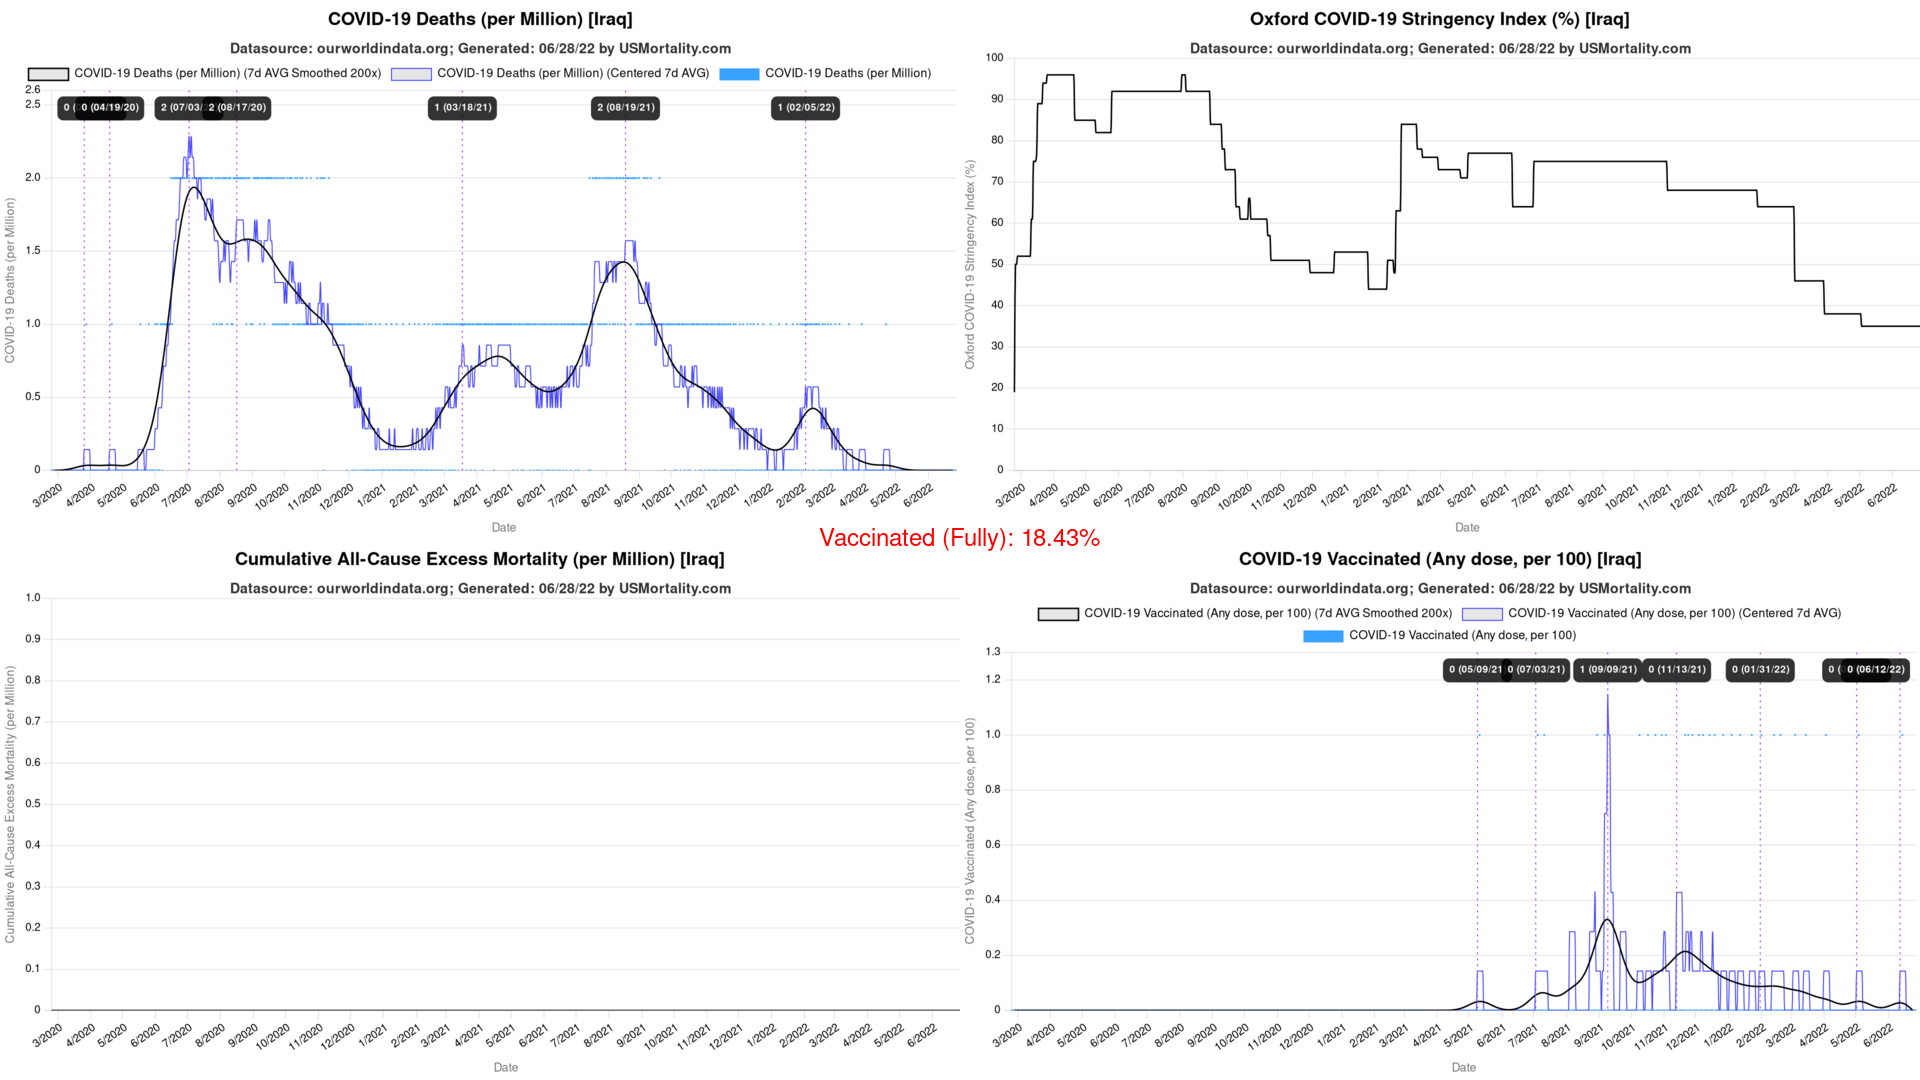 COVID-19 Deaths (per Million) [Iraq]
Datasource: ourworldindata.org; Generated: 06/28/22 by USMortality.com
COVID-19 Deaths (per Million) (7d AVG Smoothed 200x) COVID-19 Deaths (per Million) (Centered 7d AVG) COVID-19 Deaths (per Million)
2.6
2.5
2.0
1.5
1.0
0.5
0
COVID-19 Deaths (per Million)
0 ( 0 (04/19/20) 2 (07/03/ 2 (08/17/20) 1 (03/18/21) 2 (08/19/21) 1 (02/05/22)
3/2020 4/2020 5/2020 6/2020 7/2020 8/2020 9/2020 10/2020 11/2020 12/2020 1/2021 2/2021 3/2021 4/2021 5/2021 6/2021 7/2021 8/2021 9/2021 10/2021 11/2021 12/2021 1/2022 2/2022 3/2022 4/2022 5/2022 6/2022
Date
Oxford COVID-19 Stringency Index (%) [Iraq]
Datasource: ourworldindata.org; Generated: 06/28/22 by USMortality.com
100
90
80
70
60
50
40
30
20
10
0
Oxford COVID-19 Stringency Index (%)
3/2020 4/2020 5/2020 6/2020 7/2020 8/2020 9/2020 10/2020 11/2020 12/2020 1/2021 2/2021 3/2021 4/2021 5/2021 6/2021 7/2021 8/2021 9/2021 10/2021 11/2021 12/2021 1/2022 2/2022 3/2022 4/2022 5/2022 6/2022
Date
Vaccinated (Fully): 18.43%
Cumulative All-Cause Excess Mortality (per Million) [Iraq]
Datasource: ourworldindata.org; Generated: 06/28/22 by USMortality.com
1.0
0.9
0.8
0.7
0.6
0.5
0.4
0.3
0.2
0.1
0
Cumulative All-Cause Excess Mortality (per Million)
3/2020 4/2020 5/2020 6/2020 7/2020 8/2020 9/2020 10/2020 11/2020 12/2020 1/2021 2/2021 3/2021 4/2021 5/2021 6/2021 7/2021 8/2021 9/2021 10/2021 11/2021 12/2021 1/2022 2/2022 3/2022 4/2022 5/2022 6/2022
Date
COVID-19 Vaccinated (Any dose, per 100) [Iraq]
Datasource: ourworldindata.org; Generated: 06/28/22 by USMortality.com
COVID-19 Vaccinated (Any dose, per 100) (7d AVG Smoothed 200x) COVID-19 Vaccinated (Any dose, per 100) (Centered 7d AVG)
COVID-19 Vaccinated (Any dose, per 100)
1.3
1.2
1.0
0.8
0.6
0.4
0.2
0
COVID-19 Vaccinated (Any dose, per 100)
0 (05/09/21 0 (07/03/21) 1 (09/09/21) 0 (11/13/21) 0 (01/31/22) 0 ( 0 (06/12/22)
3/2020 4/2020 5/2020 6/2020 7/2020 8/2020 9/2020 10/2020 11/2020 12/2020 1/2021 2/2021 3/2021 4/2021 5/2021 6/2021 7/2021 8/2021 9/2021 10/2021 11/2021 12/2021 1/2022 2/2022 3/2022 4/2022 5/2022 6/2022
Date